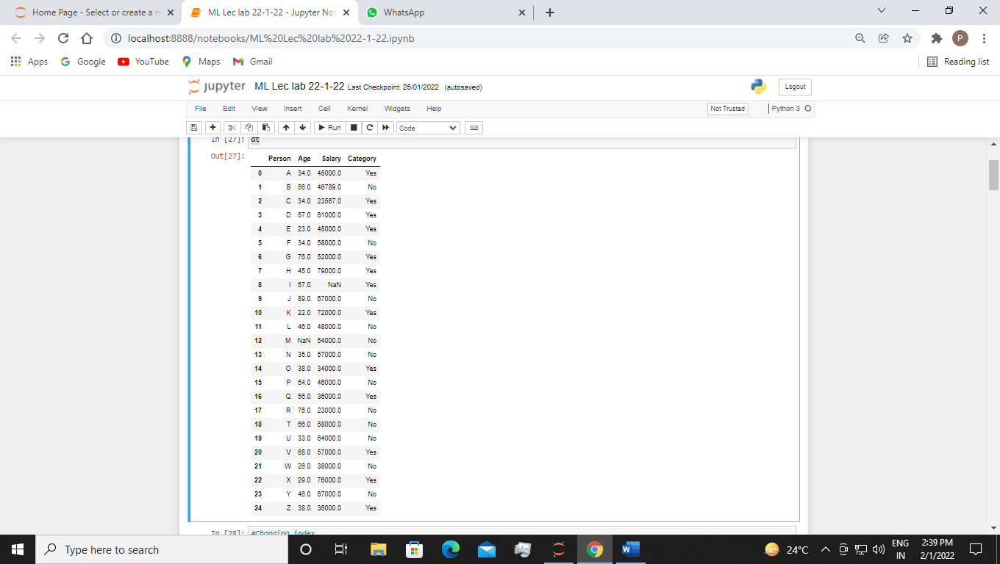 Home Page - Select or create a n
ML Lec lab 22-1-22 - Jupyter Not
WhatsApp
localhost:8888/notebooks/ML%20Lec%20lab%2022-1-22.ipynb
P
Apps Google YouTube Maps Gmail Reading list
jupyter ML Lec lab 22-1-22 Last Checkpoint: 25/01/2022 (autosaved) Logout
File Edit View Insert Cell Kernel Widgets Help Not Trusted Python 3
Run Code
In [27]: dt
Out[27]:
Person Age Salary Category
0 A 34.0 45000.0 Yes
1 B 56.0 46789.0 No
2 C 34.0 23567.0 Yes
3 D 67.0 61000.0 Yes
4 E 23.0 45000.0 Yes
5 F 34.0 58000.0 No
6 G 76.0 52000.0 Yes
7 H 45.0 79000.0 Yes
8 I 67.0 NaN Yes
9 J 89.0 67000.0 No
10 K 22.0 72000.0 Yes
11 L 46.0 48000.0 No
12 M NaN 54000.0 No
13 N 35.0 57000.0 No
14 O 38.0 34000.0 Yes
15 P 54.0 46000.0 No
16 Q 56.0 36000.0 Yes
17 R 76.0 23000.0 No
18 T 66.0 58000.0 No
19 U 33.0 64000.0 No
20 V 68.0 57000.0 Yes
21 W 26.0 38000.0 No
22 X 29.0 76000.0 Yes
23 Y 46.0 67000.0 No
24 Z 38.0 36000.0 Yes
In [28]: #Changing index
Type here to search
W
24°C
ENG
IN
2:39 PM
2/1/2022